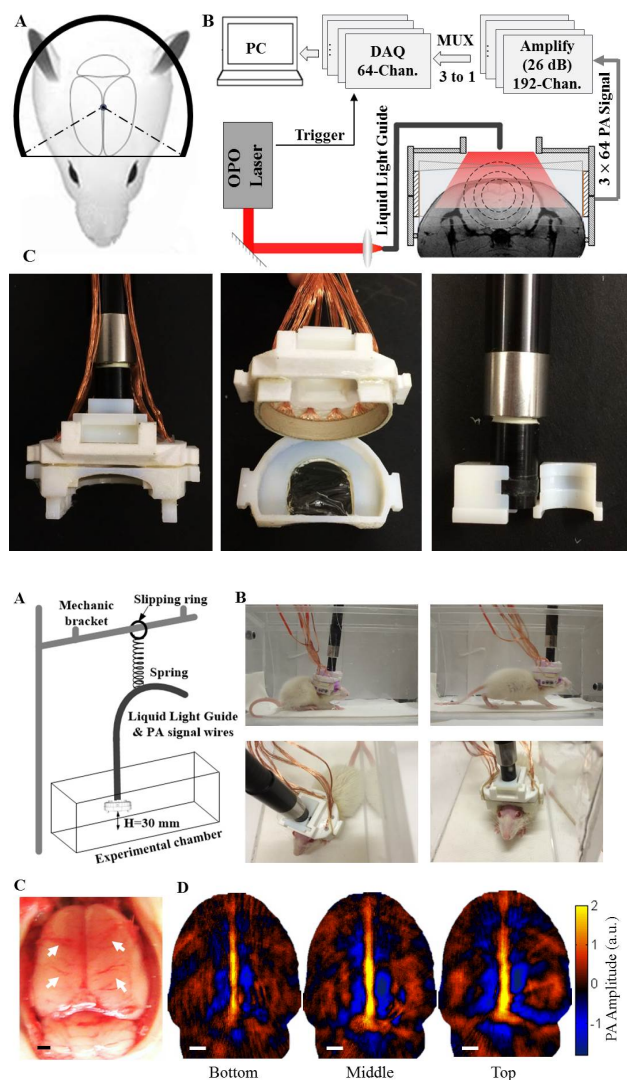 A
B
PC
DAQ
64-Chan.
MUX
3 to 1
Amplify
(26 dB)
192-Chan.
OPO
Laser
Trigger
Liquid Light Guide
3 × 64 PA Signal
C
A
Mechanic
bracket
Slipping ring
Spring
Liquid Light Guide
& PA signal wires
H=30 mm
Experimental chamber
B
C
D
2
1
0
-1
PA Amplitude (a.u.)
Bottom
Middle
Top